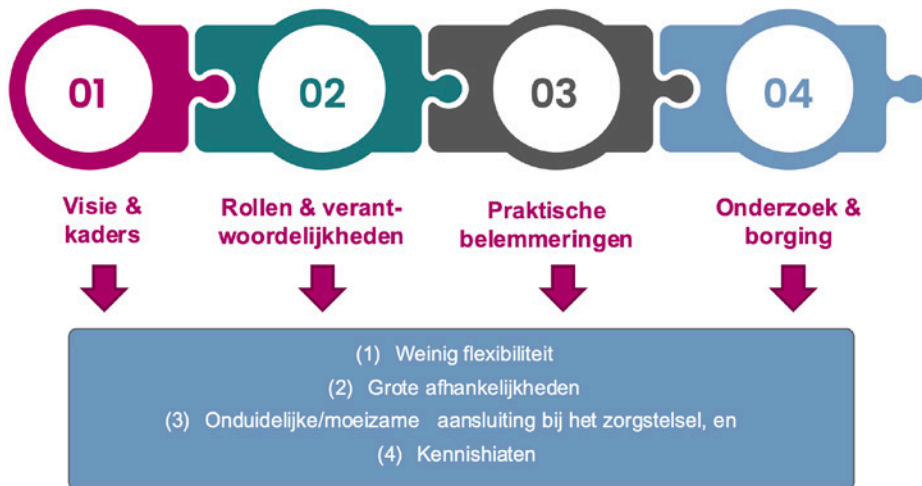 01 02 03 04
Visie & Rollen & verant- Praktische Onderzoek &
kaders woordelijkheden belemmeringen borging
(1) Weinig flexibiliteit
(2) Grote afhankelijkheden
(3) Onduidelijke/moeizame aansluiting bij het zorgstelsel, en
(4) Kennishiaten